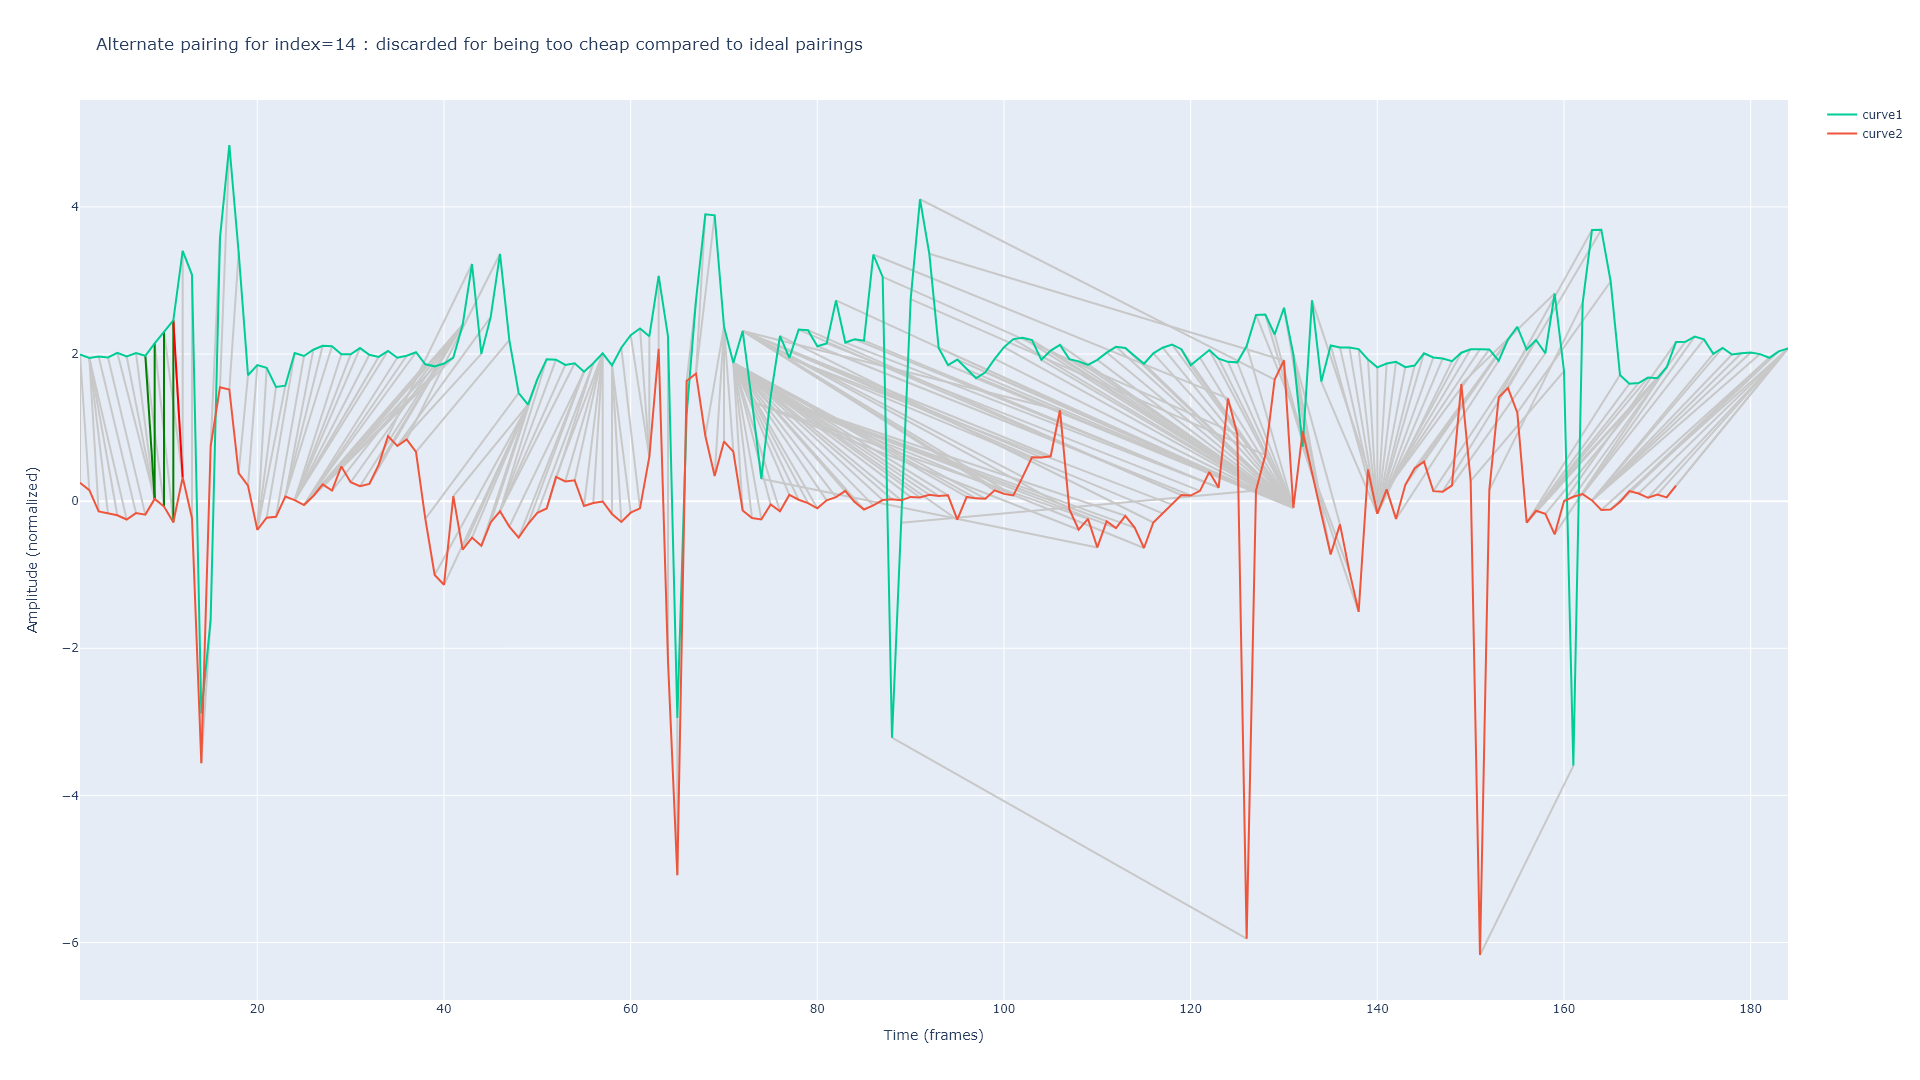 Alternate pairing for index=14 : discarded for being too cheap compared to ideal pairings
curve1
curve2
4
2
0
−2
−4
−6
Amplitude (normalized)
20 40 60 80 100 120 140 160 180
Time (frames)